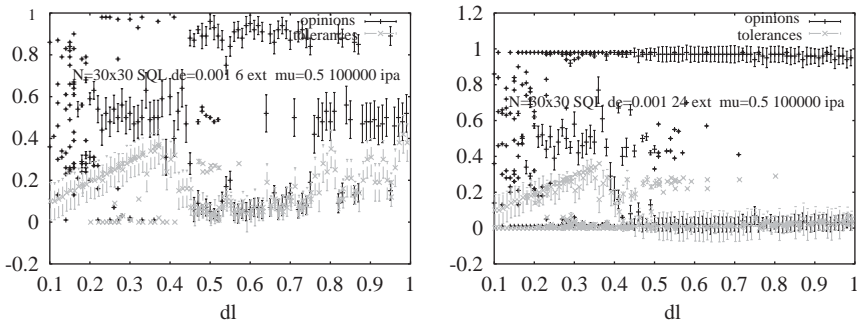 1
0.8
0.6
0.4
0.2
0
-0.2
0.1 0.2 0.3 0.4 0.5 0.6 0.7 0.8 0.9 1
dl
opinions
tolerances
N=30x30 SQL de=0.001 6 ext mu=0.5 100000 ipa
1.2
1
0.8
0.6
0.4
0.2
0
-0.2
0.1 0.2 0.3 0.4 0.5 0.6 0.7 0.8 0.9 1
dl
opinions
tolerances
N=30x30 SQL de=0.001 24 ext mu=0.5 100000 ipa